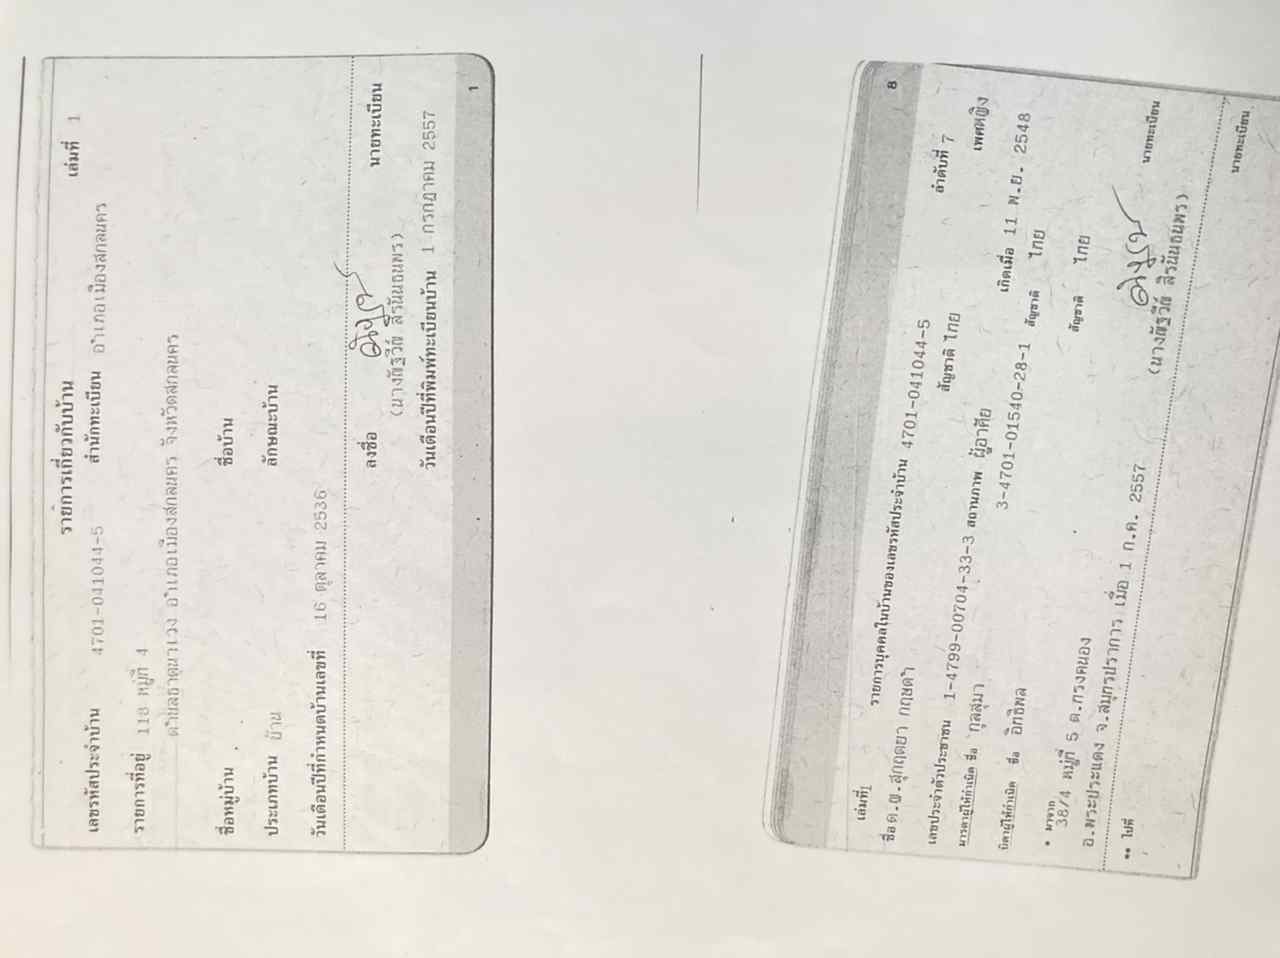 รายการเกี่ยวกับบ้าน เล่มที่ 1
เลขรหัสประจำบ้าน 4701-041044-5 สำนักทะเบียน อำเภอเมืองสกลนคร
รายการที่อยู่ 118 หมู่ที่ 4
ตำบลธาตุนาเวง อำเภอเมืองสกลนคร จังหวัดสกลนคร
ชื่อหมู่บ้าน ชื่อบ้าน
ประเภทบ้าน บ้าน ลักษณะบ้าน
วันเดือนปีที่กำหนดบ้านเลขที่ 16 ตุลาคม 2536
ลงชื่อ นายทะเบียน
(นางณัฐวีย์ สิรนันธนพร)
วันเดือนปีที่พิมพ์ทะเบียนบ้าน 1 กรกฎาคม 2557
1
8
เล่มที่1 รายการบุคคลในบ้านของเลขรหัสประจำบ้าน 4701-041044-5 ลำดับที่ 7
ชื่อ ด.ญ.สุกฤตยา กฤษดำ สัญชาติ ไทย เพศหญิง
เลขประจำตัวประชาชน 1-4799-00704-33-3 สถานภาพ ผู้อาศัย เกิดเมื่อ 11 พ.ย. 2548
มารดาผู้ให้กำเนิด ชื่อ กุสุมา 3-4701-01540-28-1 สัญชาติ ไทย
บิดาผู้ให้กำเนิด ชื่อ อิทธิพล สัญชาติ ไทย
* มาจาก
38/4 หมู่ที่ 5 ต.ทรงคนอง
อ.พระประแดง จ.สมุทรปราการ เมื่อ 1 ก.ค. 2557
นายทะเบียน
(นางณัฐวีย์ สิรนันธนพร)
** ไปที่
นายทะเบียน